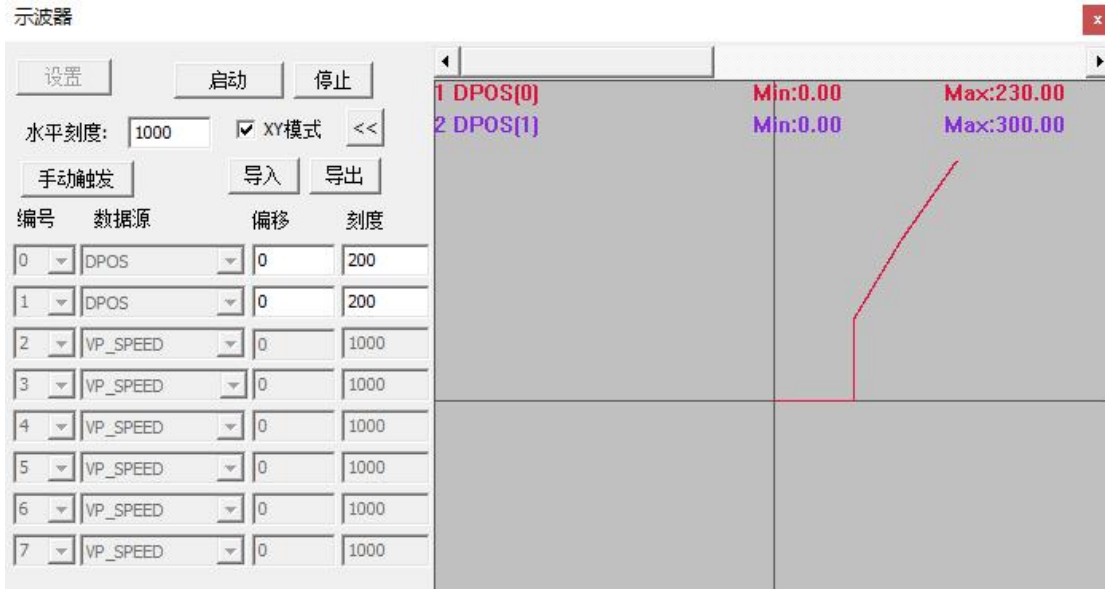 示波器
x
设置 启动 停止
水平刻度: 1000 XY模式 <<
手动触发 导入 导出
编号 数据源 偏移 刻度
0 DPOS 0 200
1 DPOS 0 200
2 VP_SPEED 0 1000
3 VP_SPEED 0 1000
4 VP_SPEED 0 1000
5 VP_SPEED 0 1000
6 VP_SPEED 0 1000
7 VP_SPEED 0 1000
1 DPOS(0) Min:0.00 Max:230.00
2 DPOS(1) Min:0.00 Max:300.00